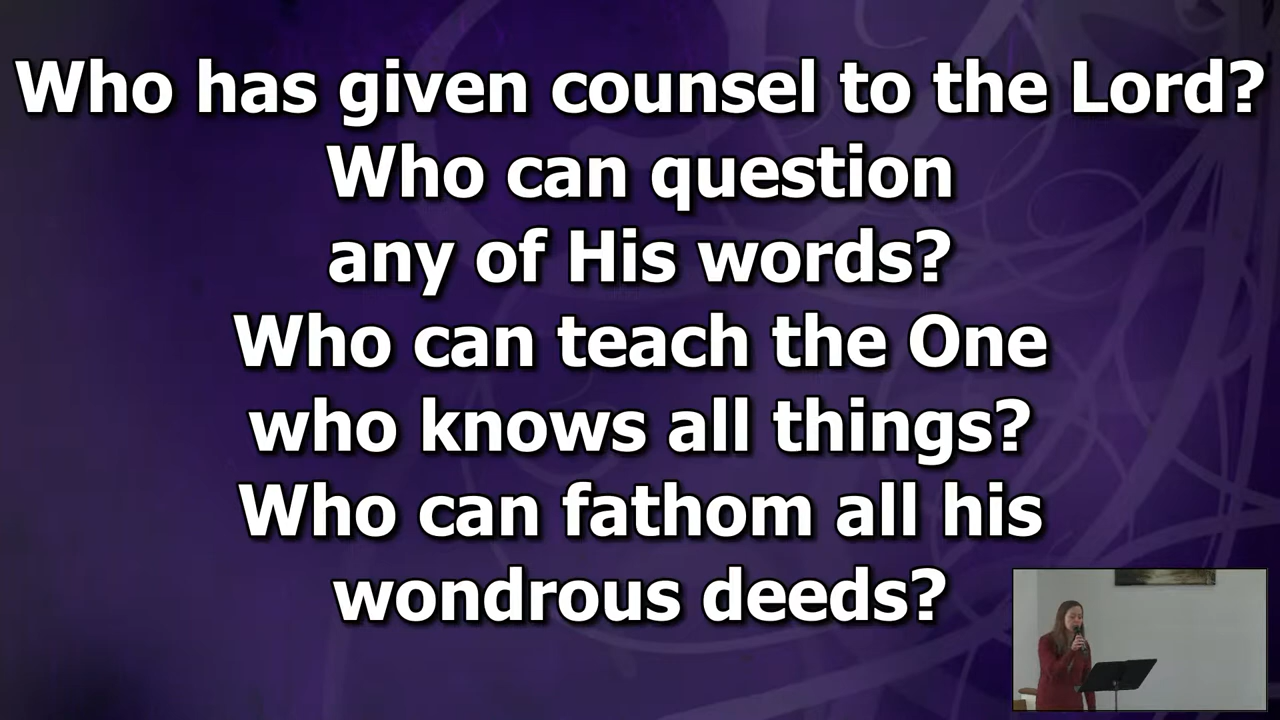 Who has given counsel to the Lord?
Who can question
any of His words?
Who can teach the One
who knows all things?
Who can fathom all his
wondrous deeds?